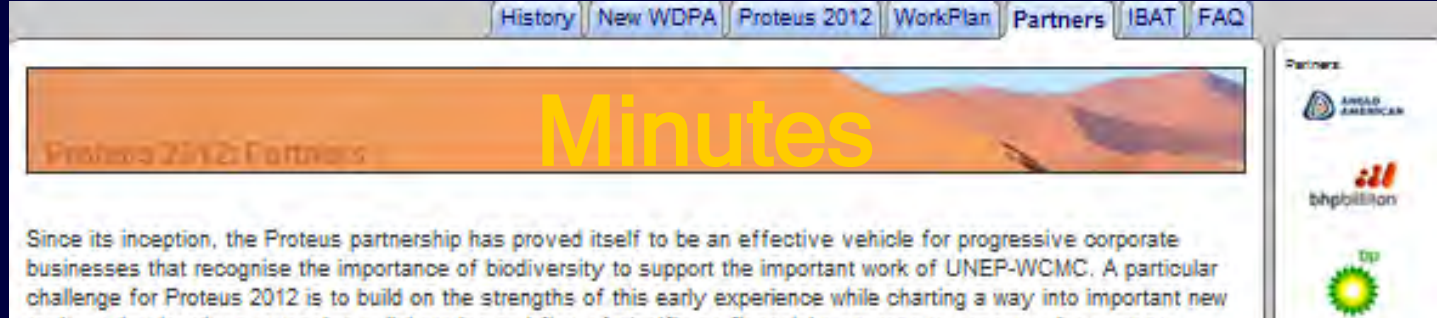 History New WDPA Proteus 2012 WorkPlan Partners IBAT FAQ
Minutes
Proteus 2012: Partners
Partners
ANGLO AMERICAN
bhpbilliton
bp
Since its inception, the Proteus partnership has proved itself to be an effective vehicle for progressive corporate
businesses that recognise the importance of biodiversity to support the important work of UNEP-WCMC. A particular
challenge for Proteus 2012 is to build on the strengths of this early experience while charting a way into important new